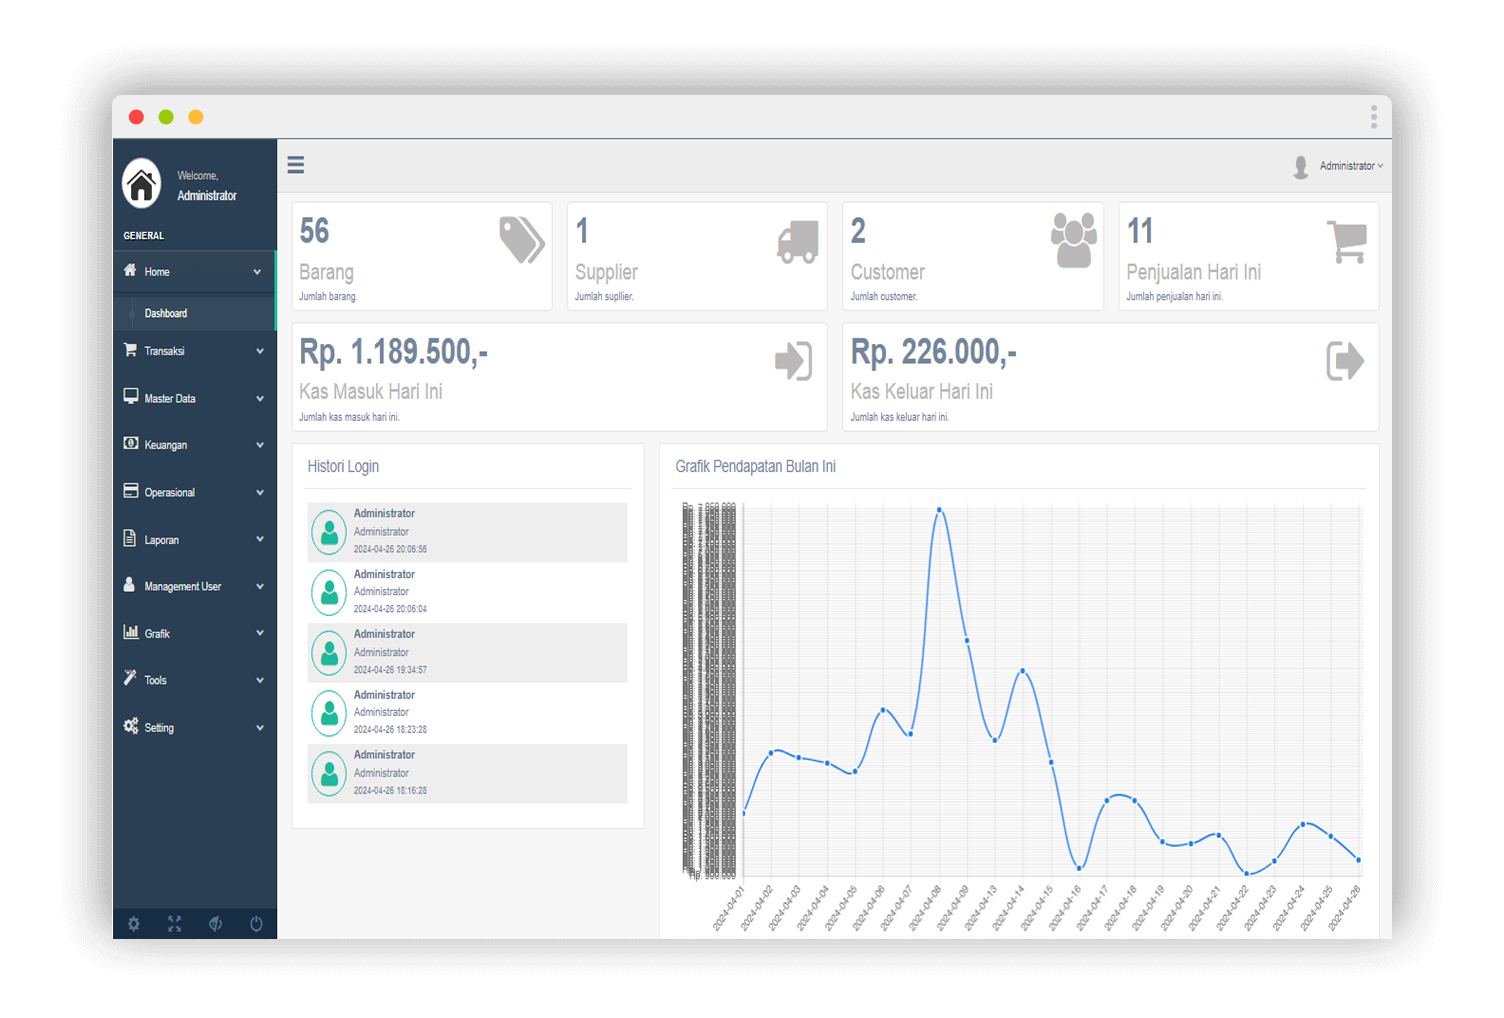 Welcome,
Administrator
GENERAL
Home
Dashboard
Transaksi
Master Data
Keuangan
Operasional
Laporan
Management User
Grafik
Tools
Setting
Administrator
56
Barang
Jumlah barang.
1
Supplier
Jumlah supllier.
2
Customer
Jumlah customer.
11
Penjualan Hari Ini
Jumlah penjualan hari ini.
Rp. 1.189.500,-
Kas Masuk Hari Ini
Jumlah kas masuk hari ini.
Rp. 226.000,-
Kas Keluar Hari Ini
Jumlah kas keluar hari ini.
Histori Login
Administrator
Administrator
2024-04-26 20:06:56
Administrator
Administrator
2024-04-26 20:06:04
Administrator
Administrator
2024-04-26 19:34:57
Administrator
Administrator
2024-04-26 18:23:28
Administrator
Administrator
2024-04-26 18:16:28
Grafik Pendapatan Bulan Ini
2024-04-01
2024-04-02
2024-04-03
2024-04-04
2024-04-05
2024-04-06
2024-04-07
2024-04-08
2024-04-09
2024-04-13
2024-04-14
2024-04-15
2024-04-16
2024-04-17
2024-04-18
2024-04-19
2024-04-20
2024-04-21
2024-04-22
2024-04-23
2024-04-24
2024-04-25
2024-04-26